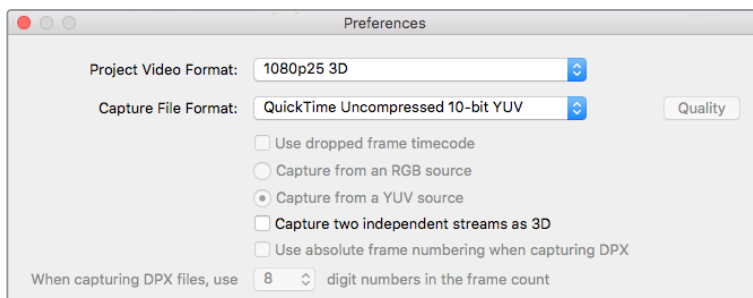 Preferences
Project Video Format: 1080p25 3D
Capture File Format: QuickTime Uncompressed 10-bit YUV Quality
Use dropped frame timecode
Capture from an RGB source
Capture from a YUV source
Capture two independent streams as 3D
Use absolute frame numbering when capturing DPX
When capturing DPX files, use 8 digit numbers in the frame count